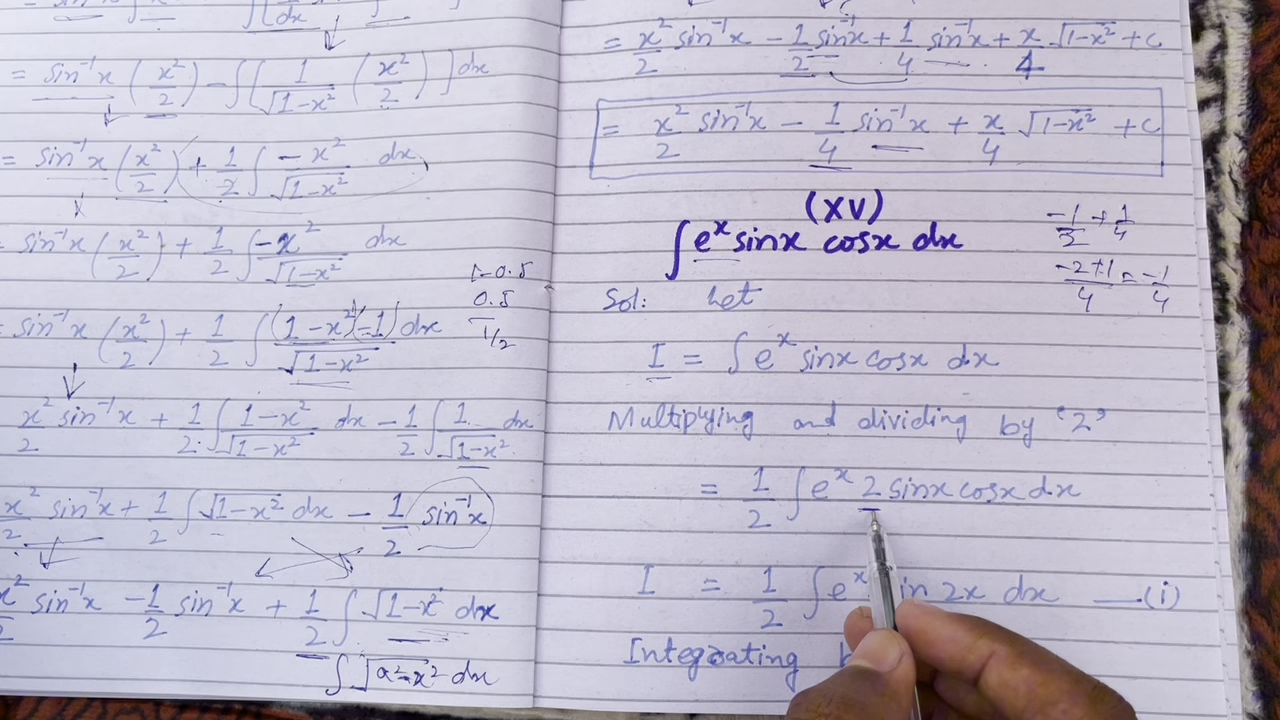 = sin⁻¹x (x²/2) - ∫[1/√(1-x²) (x²/2)] dx
= sin⁻¹x (x²/2) + 1/2 ∫ -x²/√(1-x²) dx
= sin⁻¹x (x²/2) + 1/2 ∫ -x²/√(1-x²) dx
= sin⁻¹x (x²/2) + 1/2 ∫ (1-x²)(-1)/√(1-x²) dx
x²/2 sin⁻¹x + 1/2 ∫ 1-x²/√(1-x²) dx - 1/2 ∫ 1/√(1-x²) dx
x²/2 sin⁻¹x + 1/2 ∫ √(1-x²) dx - 1/2 sin⁻¹x
x²/2 sin⁻¹x - 1/2 sin⁻¹x + 1/2 ∫ √(1-x²) dx
∫ √(a²-x²) dx
1-0.5
0.5
1/2
= x²/2 sin⁻¹x - 1/2 sin⁻¹x + 1/4 sin⁻¹x + x/4 √(1-x²) + c
= x²/2 sin⁻¹x - 1/4 sin⁻¹x + x/4 √(1-x²) + c
(XV)
∫ eˣ sinx cosx dx
-1/2 + 1/4
-2+1/4 = -1/4
Sol: Let
I = ∫ eˣ sinx cosx dx
Multiplying and dividing by '2'
= 1/2 ∫ eˣ 2 sinx cosx dx
I = 1/2 ∫ eˣ in 2x dx —(i)
Integrating